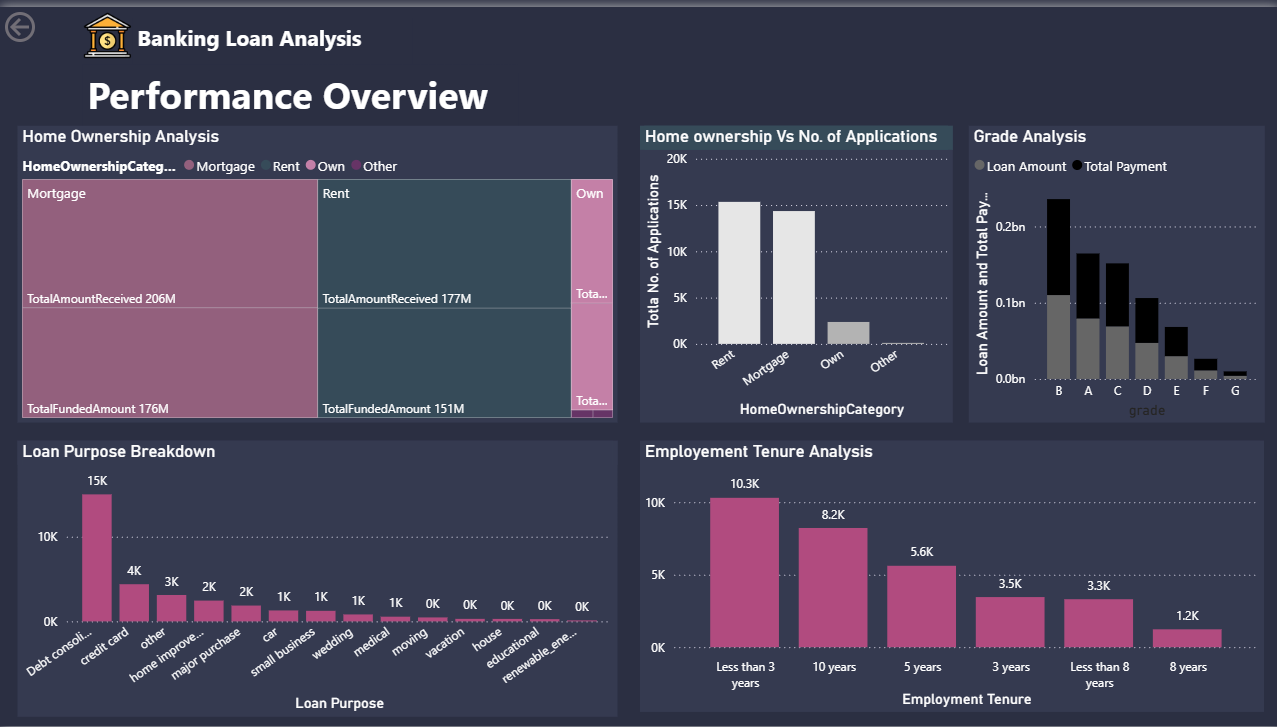 Banking Loan Analysis
Performance Overview
Home Ownership Analysis
HomeOwnershipCateg... Mortgage Rent Own Other
Mortgage
Rent
Own
TotalAmountReceived 206M
TotalAmountReceived 177M
Tota...
TotalFundedAmount 176M
TotalFundedAmount 151M
Tota...
Home ownership Vs No. of Applications
Totla No. of Applications
20K
15K
10K
5K
0K
Rent
Mortgage
Own
Other
HomeOwnershipCategory
Grade Analysis
Loan Amount Total Payment
Loan Amount and Total Pay...
0.2bn
0.1bn
0.0bn
B A C D E F G
grade
Loan Purpose Breakdown
10K
0K
15K
4K
3K
2K
2K
1K
1K
1K
1K
0K
0K
0K
0K
0K
Debt consoli...
credit card
other
home improve...
major purchase
car
small business
wedding
medical
moving
vacation
house
educational
renewable_ene...
Loan Purpose
Employement Tenure Analysis
10K
5K
0K
10.3K
8.2K
5.6K
3.5K
3.3K
1.2K
Less than 3
years
10 years
5 years
3 years
Less than 8
years
8 years
Employment Tenure